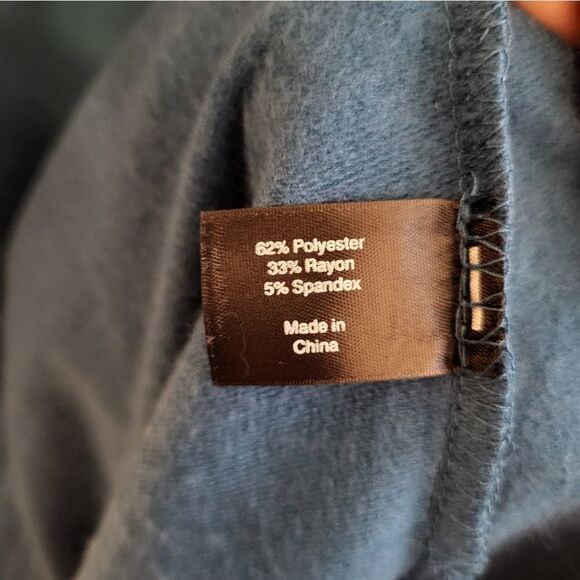 62% Polyester
33% Rayon
5% Spandex
Made in
China